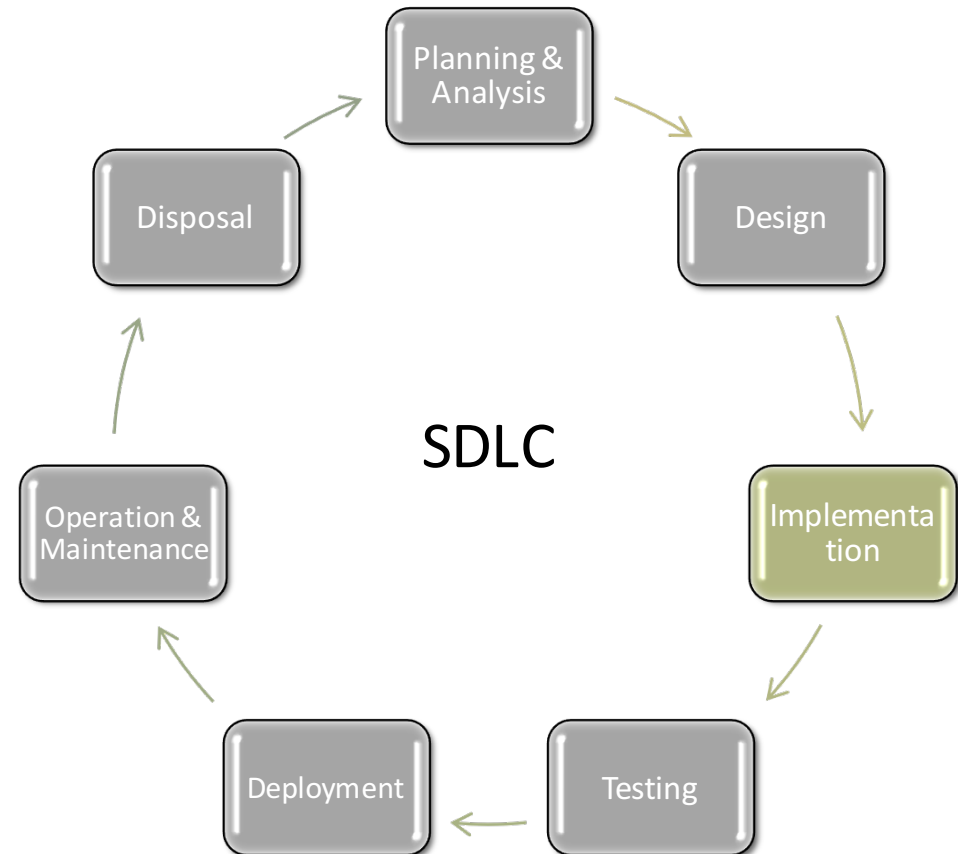 Planning &
Analysis
Design
Implementa
tion
Testing
Deployment
Operation &
Maintenance
Disposal
SDLC